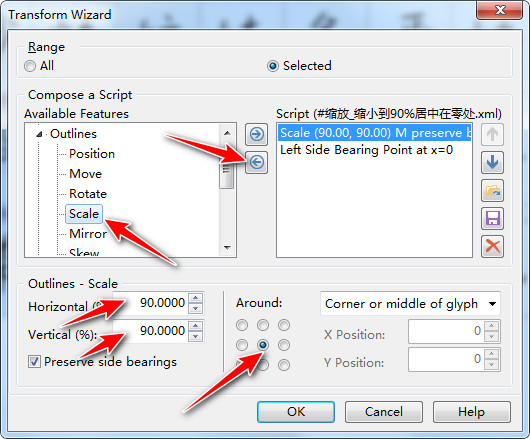 Transform Wizard
Range
All
Selected
Compose a Script
Available Features
Outlines
Position
Move
Rotate
Scale
Mirror
Skew
Script (#缩放_缩小到90%居中在零处.xml)
Scale (90.00, 90.00) M preserve b
Left Side Bearing Point at x=0
Outlines - Scale
Horizontal (
90.0000
Vertical (%):
90.0000
Preserve side bearings
Around:
Corner or middle of glyph
X Position:
0
Y Position:
0
OK
Cancel
Help